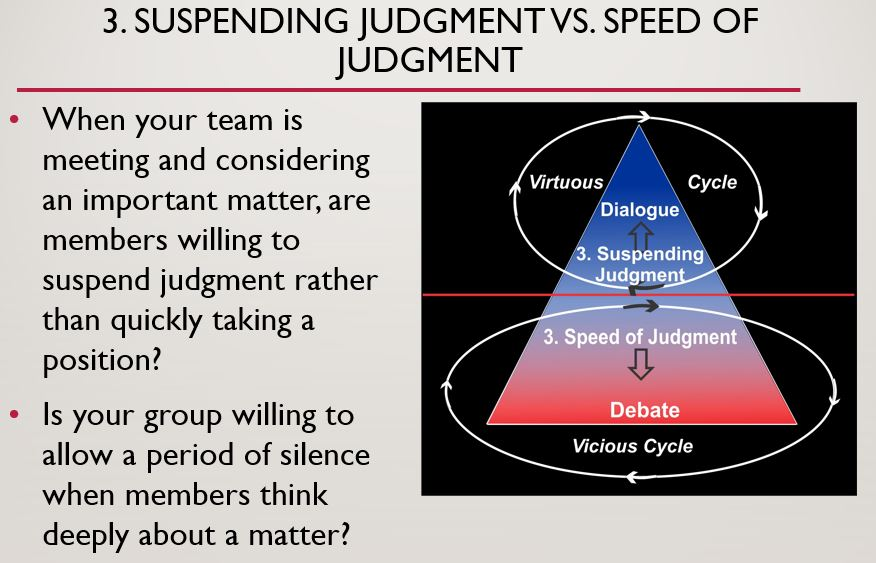 3. SUSPENDING JUDGMENT VS. SPEED OF
JUDGMENT
• When your team is
meeting and considering
an important matter, are
members willing to
suspend judgment rather
than quickly taking a
position?
• Is your group willing to
allow a period of silence
when members think
deeply about a matter?
Virtuous Cycle
Dialogue
3. Suspending
Judgment
3. Speed of Judgment
Debate
Vicious Cycle